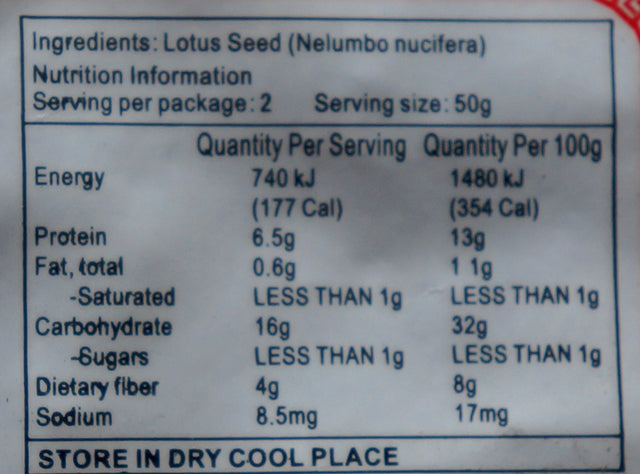 Ingredients: Lotus Seed (Nelumbo nucifera)
Nutrition Information
Serving per package: 2 Serving size: 50g
Quantity Per Serving Quantity Per 100g
Energy 740 kJ 1480 kJ
(177 Cal) (354 Cal)
Protein 6.5g 13g
Fat, total 0.6g 1 1g
-Saturated LESS THAN 1g LESS THAN 1g
Carbohydrate 16g 32g
-Sugars LESS THAN 1g LESS THAN 1g
Dietary fiber 4g 8g
Sodium 8.5mg 17mg
STORE IN DRY COOL PLACE